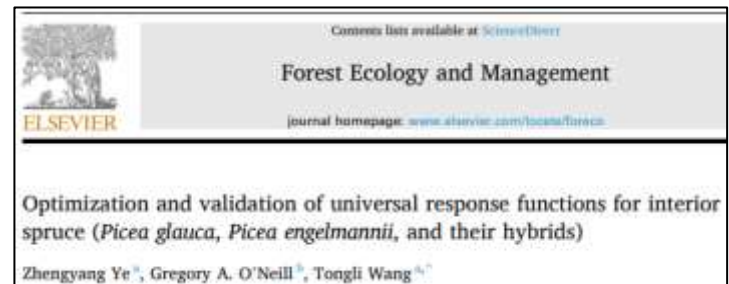 Contents lists available at ScienceDirect
Forest Ecology and Management
ELSEVIER
journal homepage: www.elsevier.com/locate/foreco
Optimization and validation of universal response functions for interior
spruce (Picea glauca, Picea engelmannii, and their hybrids)
Zhengyang Ye a, Gregory A. O'Neill b, Tongli Wang a,*